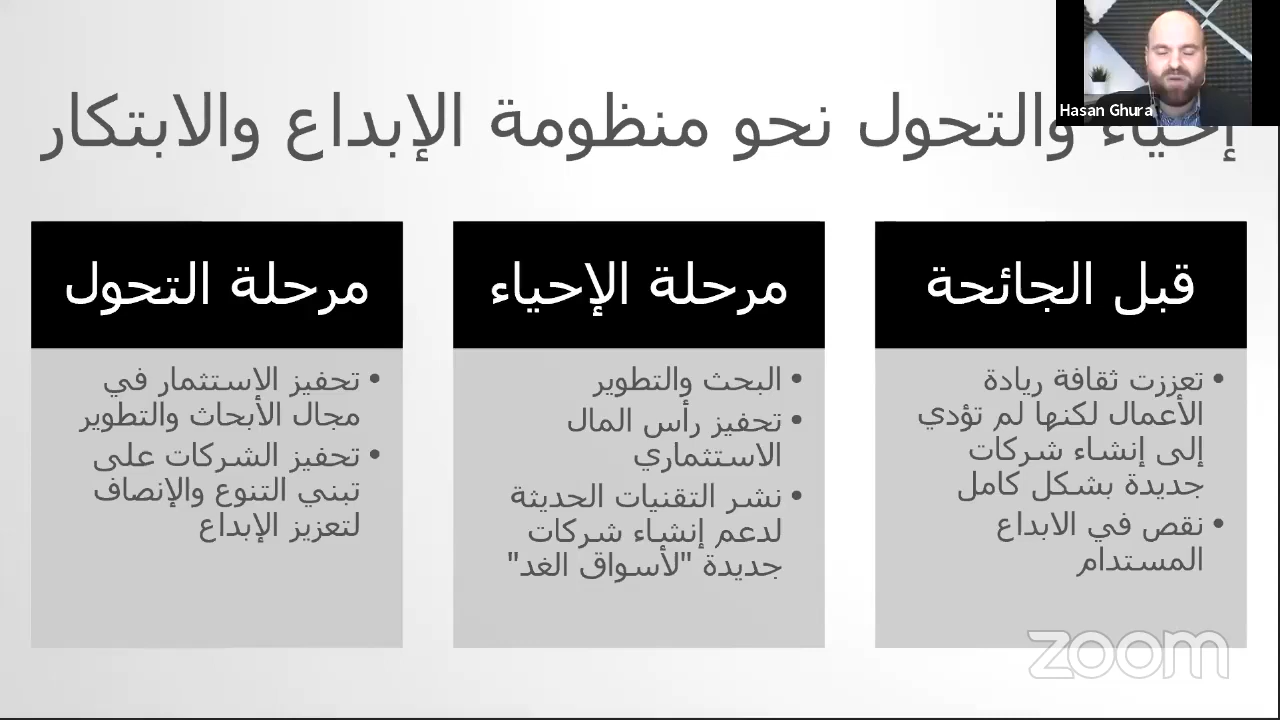 Hasan Ghura
إحياء والتحول نحو منظومة الإبداع والابتكار
قبل الجائحة
• تعززت ثقافة ريادة
الأعمال لكنها لم تؤدي
إلى إنشاء شركات
جديدة بشكل كامل
• نقص في الابداع
المستدام
مرحلة الإحياء
• البحث والتطوير
• تحفيز رأس المال
الاستثماري
• نشر التقنيات الحديثة
لدعم إنشاء شركات
جديدة "لأسواق الغد"
مرحلة التحول
• تحفيز الاستثمار في
مجال الأبحاث والتطوير
• تحفيز الشركات على
تبني التنوع والإنصاف
لتعزيز الإبداع
zoom